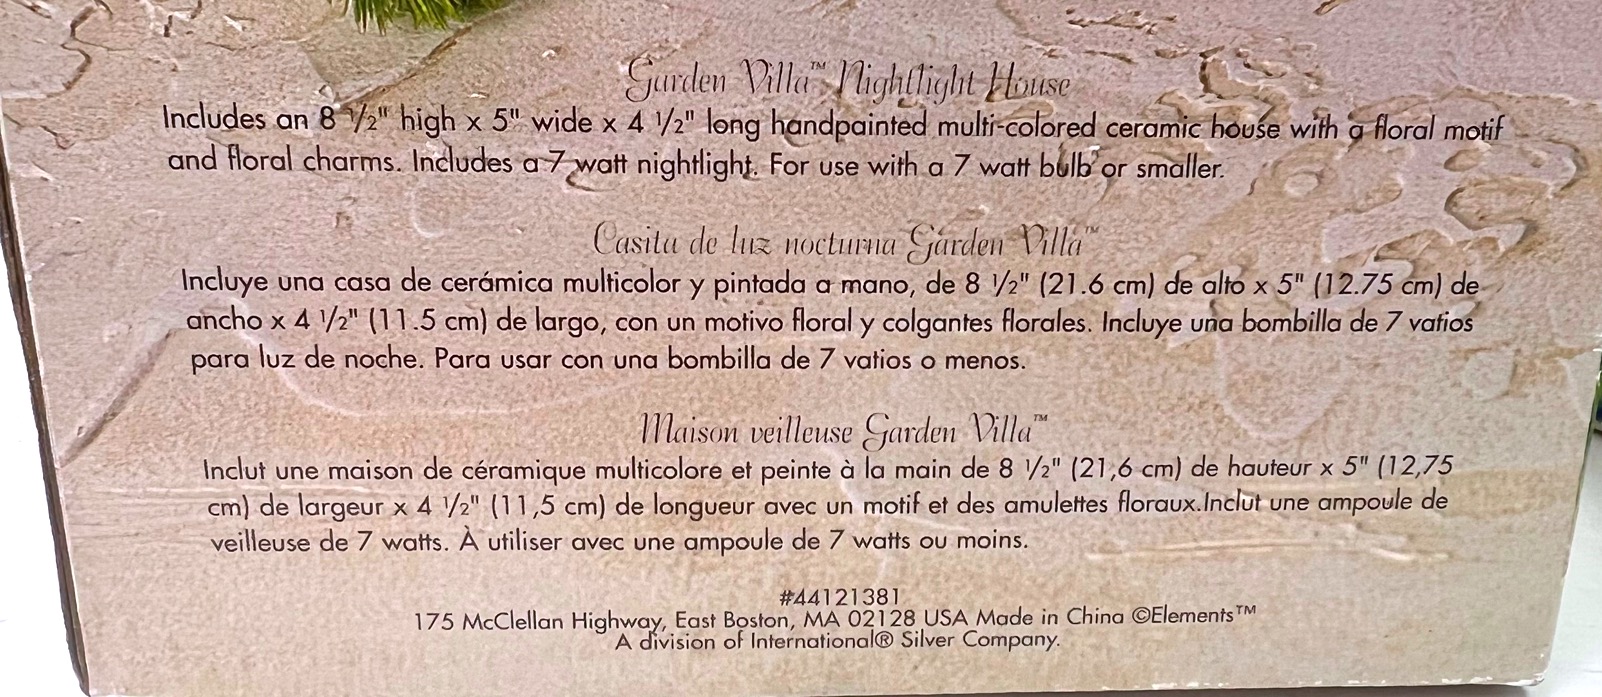 Garden Villa™ Nightlight House
Includes an 8 1/2" high x 5" wide x 4 1/2" long handpainted multi-colored ceramic house with a floral motif
and floral charms. Includes a 7 watt nightlight. For use with a 7 watt bulb or smaller.
Casita de luz nocturna Garden Villa™
Incluye una casa de cerámica multicolor y pintada a mano, de 8 1/2" (21.6 cm) de alto x 5" (12.75 cm) de
ancho x 4 1/2" (11.5 cm) de largo, con un motivo floral y colgantes florales. Incluye una bombilla de 7 vatios
para luz de noche. Para usar con una bombilla de 7 vatios o menos.
Maison veilleuse Garden Villa™
Inclut une maison de céramique multicolore et peinte à la main de 8 1/2" (21,6 cm) de hauteur x 5" (12,75
cm) de largeur x 4 1/2" (11,5 cm) de longueur avec un motif et des amulettes floraux.Inclut une ampoule de
veilleuse de 7 watts. À utiliser avec une ampoule de 7 watts ou moins.
#44121381
175 McClellan Highway, East Boston, MA 02128 USA Made in China ©Elements™
A division of International® Silver Company.